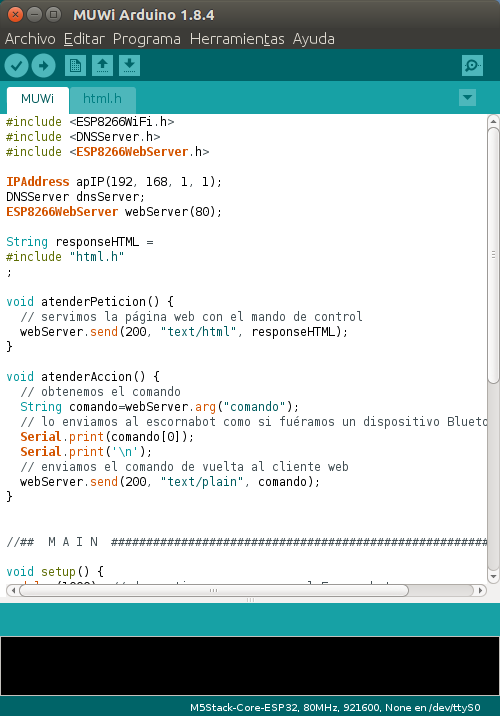 MUWi Arduino 1.8.4
Archivo Editar Programa Herramientas Ayuda
MUWi html.h
#include <ESP8266WiFi.h>
#include <DNSServer.h>
#include <ESP8266WebServer.h>
IPAddress apIP(192, 168, 1, 1);
DNSServer dnsServer;
ESP8266WebServer webServer(80);
String responseHTML =
#include "html.h"
;
void atenderPeticion() {
// servimos la página web con el mando de control
webServer.send(200, "text/html", responseHTML);
}
void atenderAccion() {
// obtenemos el comando
String comando=webServer.arg("comando");
// lo enviamos al escornabot como si fuéramos un dispositivo Blueto
Serial.print(comando[0]);
Serial.print('\n');
// enviamos el comando de vuelta al cliente web
webServer.send(200, "text/plain", comando);
}
//## M A I N ######################################################
void setup() {
M5Stack-Core-ESP32, 80MHz, 921600, None en /dev/ttyS0